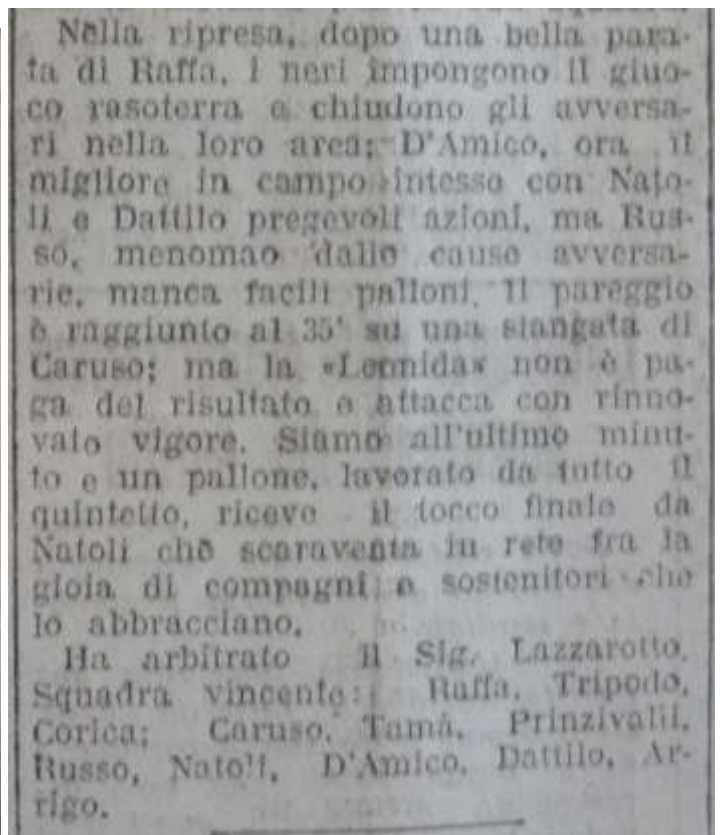 Nella ripresa, dopo una bella para-
ta di Raffa, i neri impongono il giuo-
co rasoterra e chiudono gli avversa-
ri nella loro area; D'Amico, ora il
migliore in campo intesse con Nato-
li e Dattilo pregevoli azioni, ma Rus-
so, menomao dalle cause avversa-
rie, manca facili palloni. Il pareggio
è raggiunto al 35' su una stangata di
Caruso; ma la «Leonida» non è pa-
ga del risultato e attacca con rinno-
vato vigore. Siamo all'ultimo minu-
to e un pallone, lavorato da tutto il
quintetto, riceve il tocco finale da
Natoli che scaraventa in rete fra la
gioia di compagni e sostenitori che
lo abbracciano.
Ha arbitrato il Sig. Lazzarotto.
Squadra vincente: Raffa, Tripodo,
Corica; Caruso, Tamà, Prinzivalli,
Russo, Natoli, D'Amico, Dattilo, Ar-
rigo.